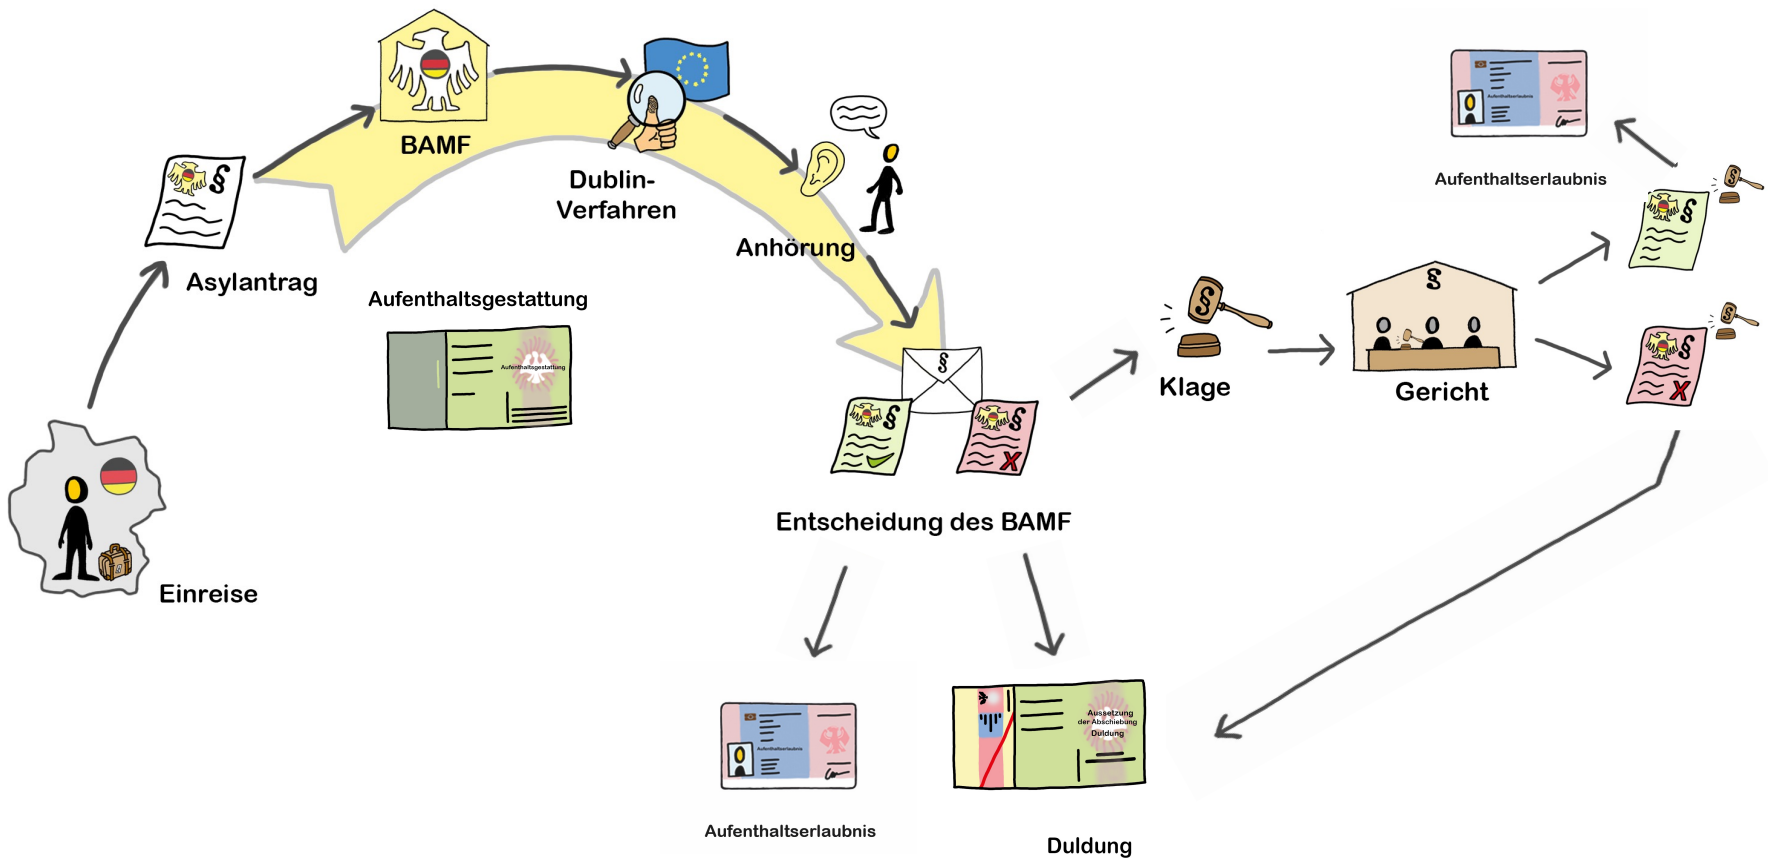 BAMF
Dublin-
Verfahren
Anhörung
Asylantrag
Aufenthaltsgestattung
Aufenthaltsgestattung
Einreise
§
§
§
§
Entscheidung des BAMF
§
Klage
§
Gericht
§
§
§
§
Aufenthaltserlaubnis
Aufenthaltserlaubnis
Aufenthaltserlaubnis
Aufenthaltserlaubnis
Aussetzung
der Abschiebung
Duldung
Duldung